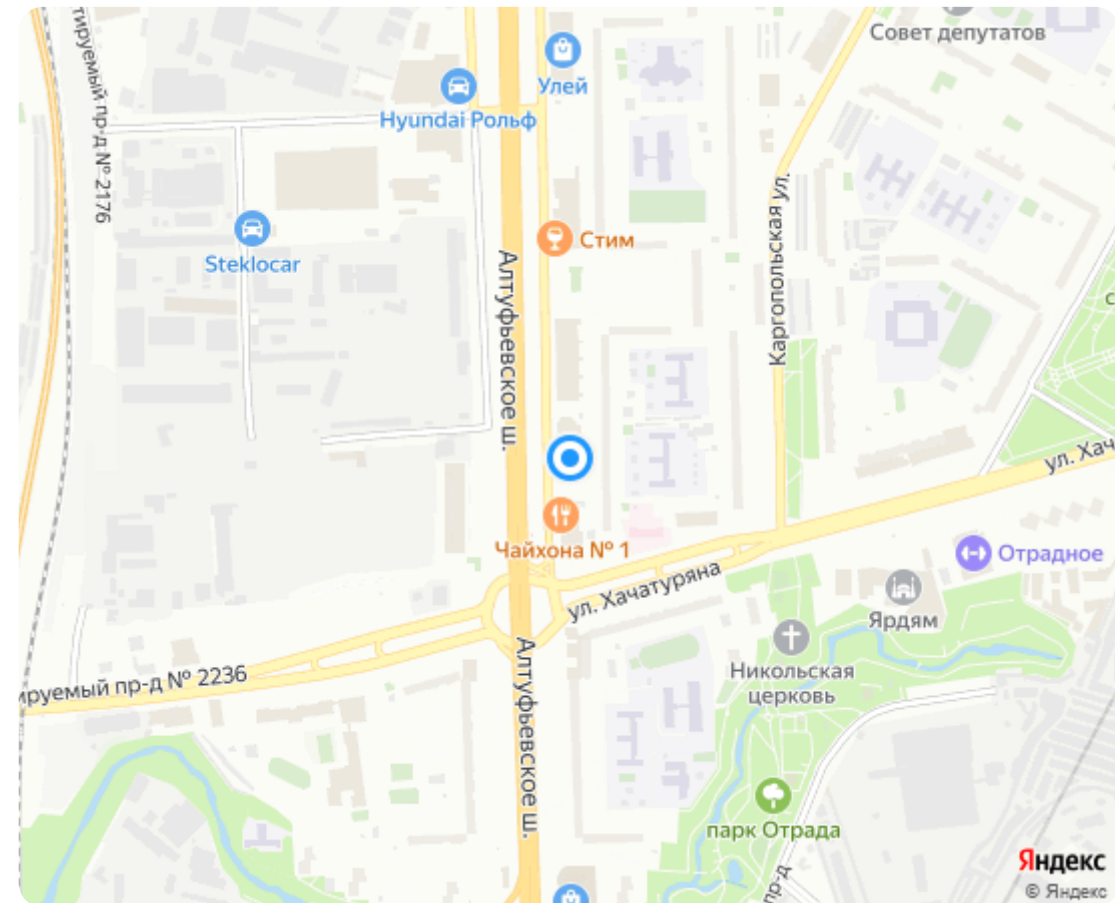 Совет депутатов
Улей
Hyundai Рольф
тируемый пр-д № 2176
Каргопольская ул.
Стим
Steklocar
Алтуфьевское ш.
ул. Хач
Чайхона № 1
Отрадное
ул. Хачатуряна
Ярдям
Никольская
церковь
ируемый пр-д № 2236
Алтуфьевское ш.
парк Отрада
пр-д
Яндекс
© Яндекс